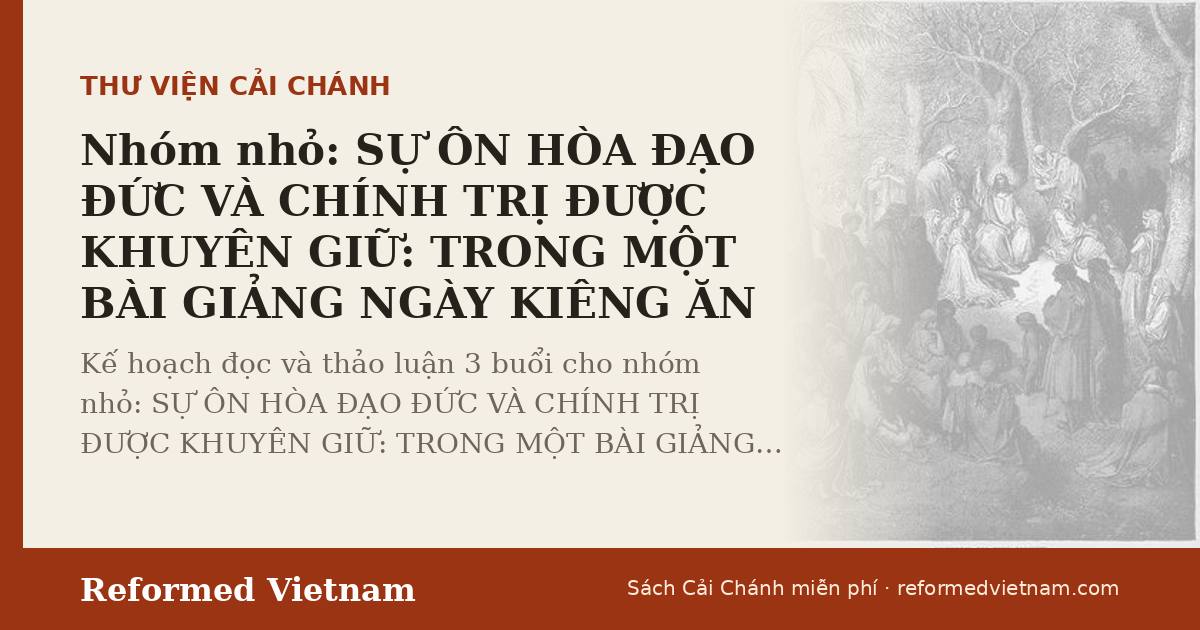 THƯ VIỆN CẢI CHÁNH
Nhóm nhỏ: SỰ ÔN HÒA ĐẠO
ĐỨC VÀ CHÍNH TRỊ ĐƯỢC
KHUYÊN GIỮ: TRONG MỘT
BÀI GIẢNG NGÀY KIÊNG ĂN
Kế hoạch đọc và thảo luận 3 buổi cho nhóm
nhỏ: SỰ ÔN HÒA ĐẠO ĐỨC VÀ CHÍNH TRỊ
ĐƯỢC KHUYÊN GIỮ: TRONG MỘT BÀI GIẢNG…
Reformed Vietnam
Sách Cải Chánh miễn phí · reformedvietnam.com